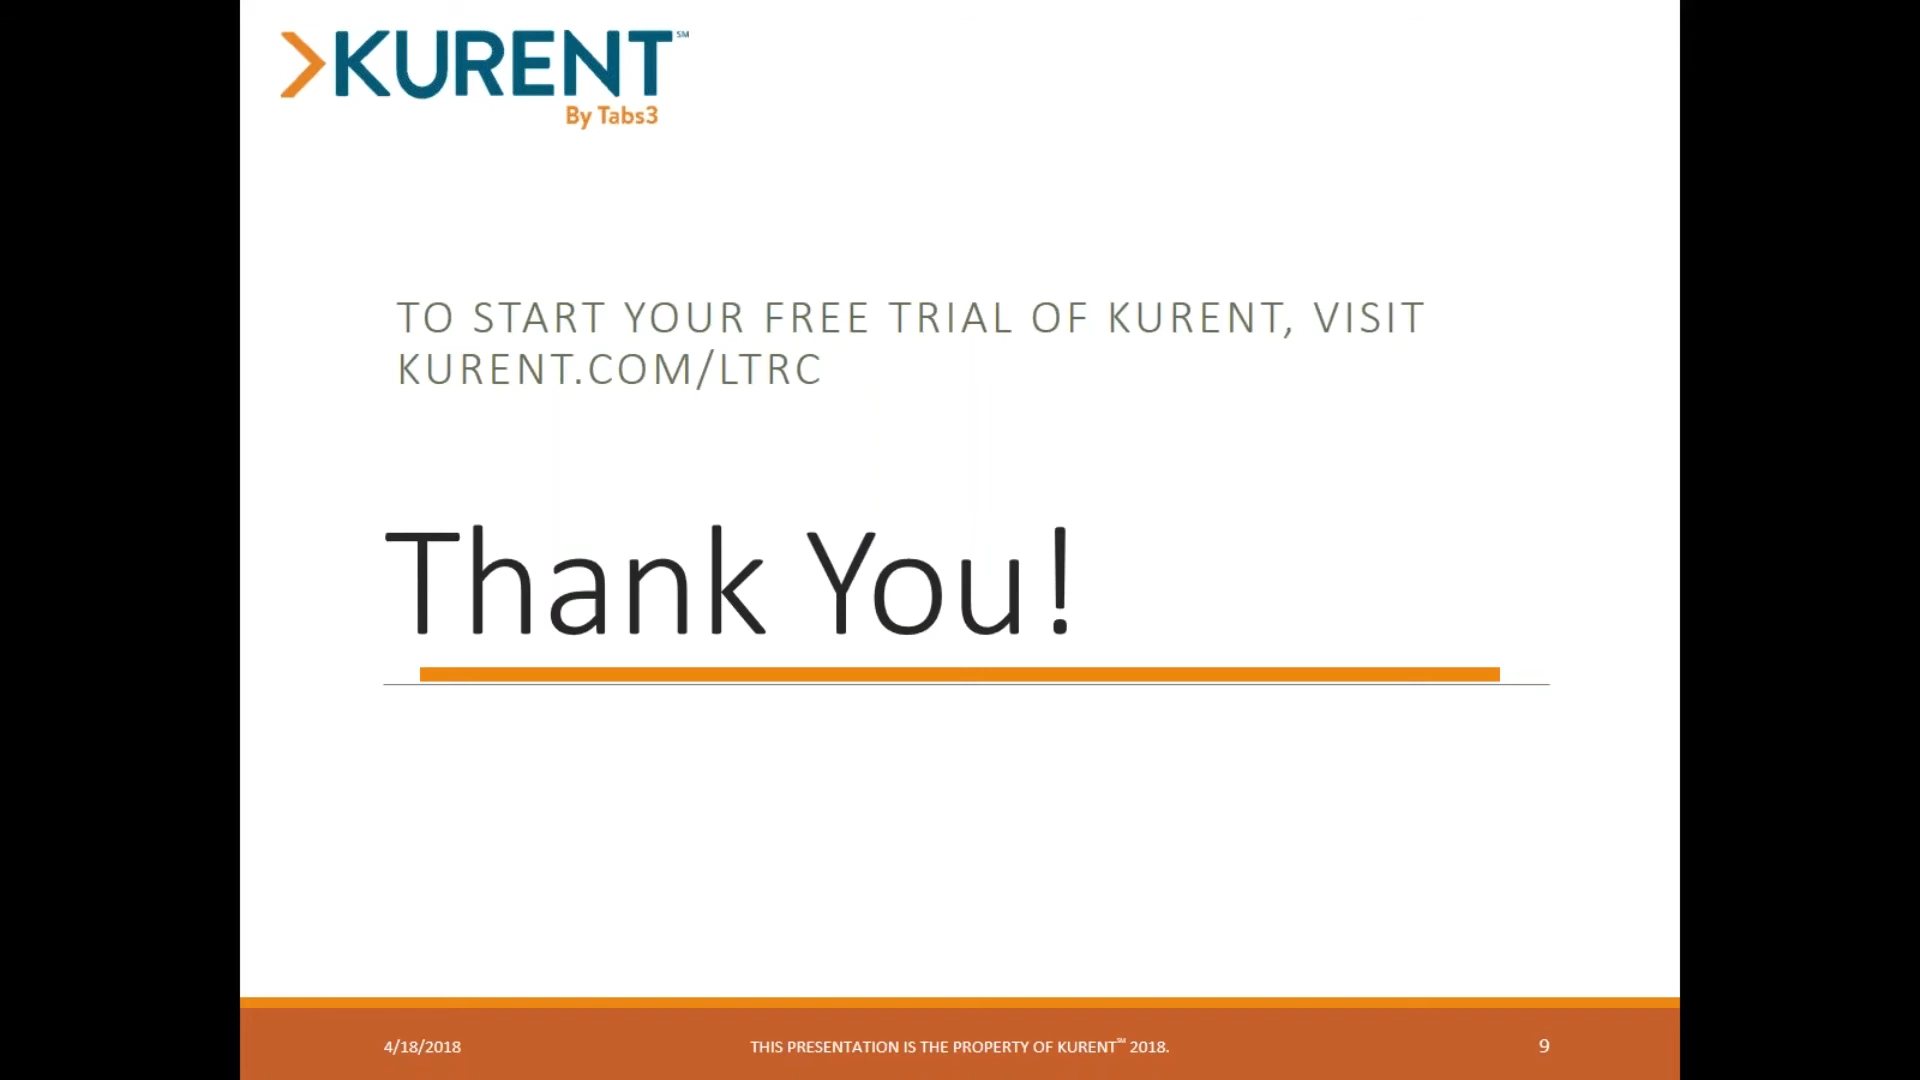 KURENT℠
By Tabs3
TO START YOUR FREE TRIAL OF KURENT, VISIT
KURENT.COM/LTRC
Thank You!
4/18/2018
THIS PRESENTATION IS THE PROPERTY OF KURENT℠ 2018.
9